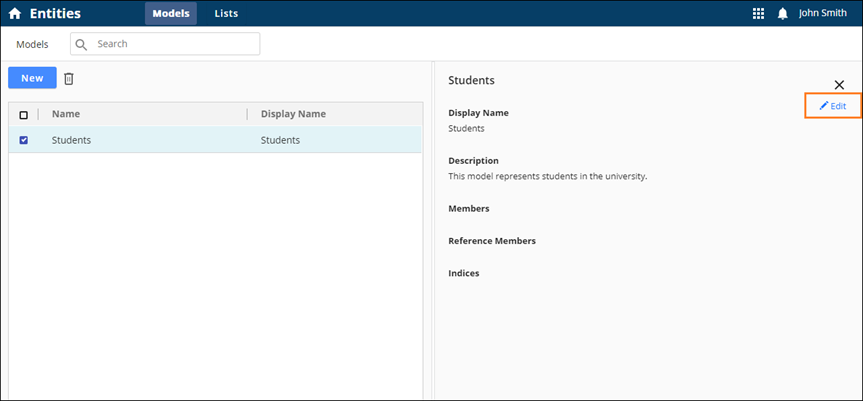 Entities Models Lists John Smith
Models Search
New
Name Display Name
Students Students
Students
Edit
Display Name
Students
Description
This model represents students in the university.
Members
Reference Members
Indices